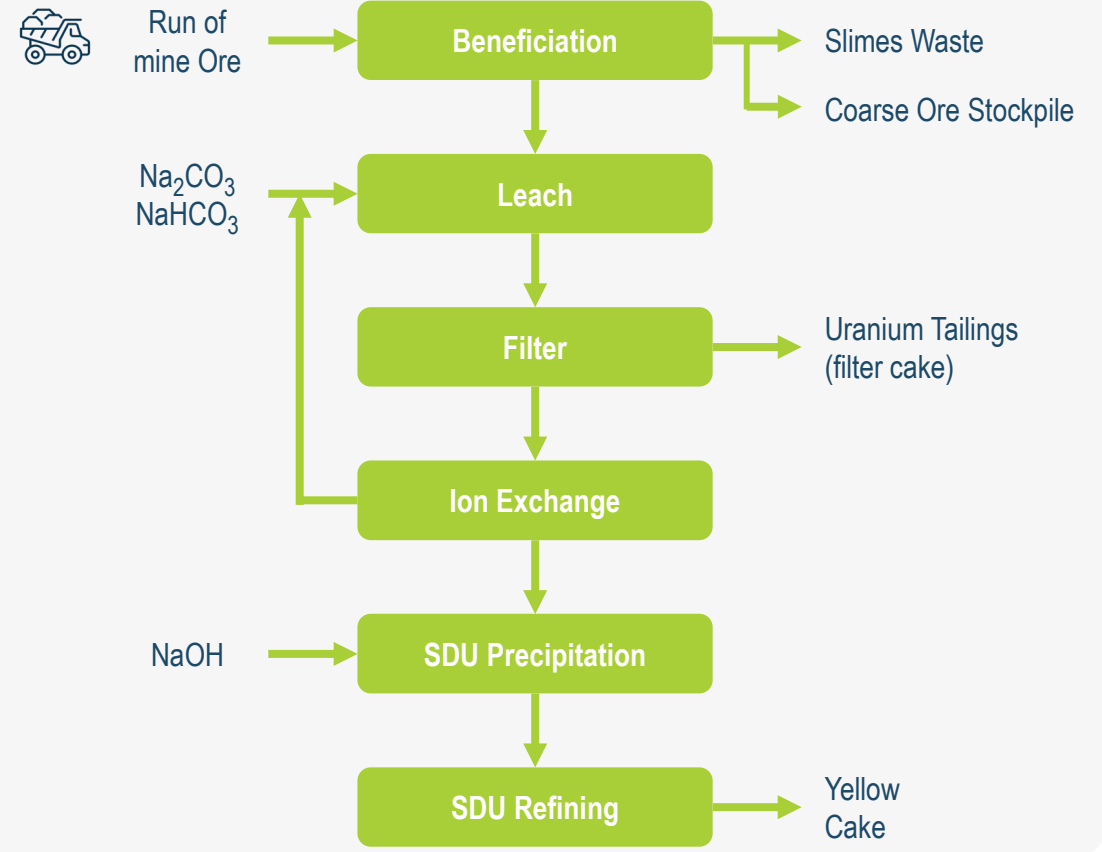 Run of
mine Ore
Beneficiation
Slimes Waste
Coarse Ore Stockpile
Na₂CO₃
NaHCO₃
Leach
Filter
Uranium Tailings
(filter cake)
Ion Exchange
NaOH
SDU Precipitation
SDU Refining
Yellow
Cake